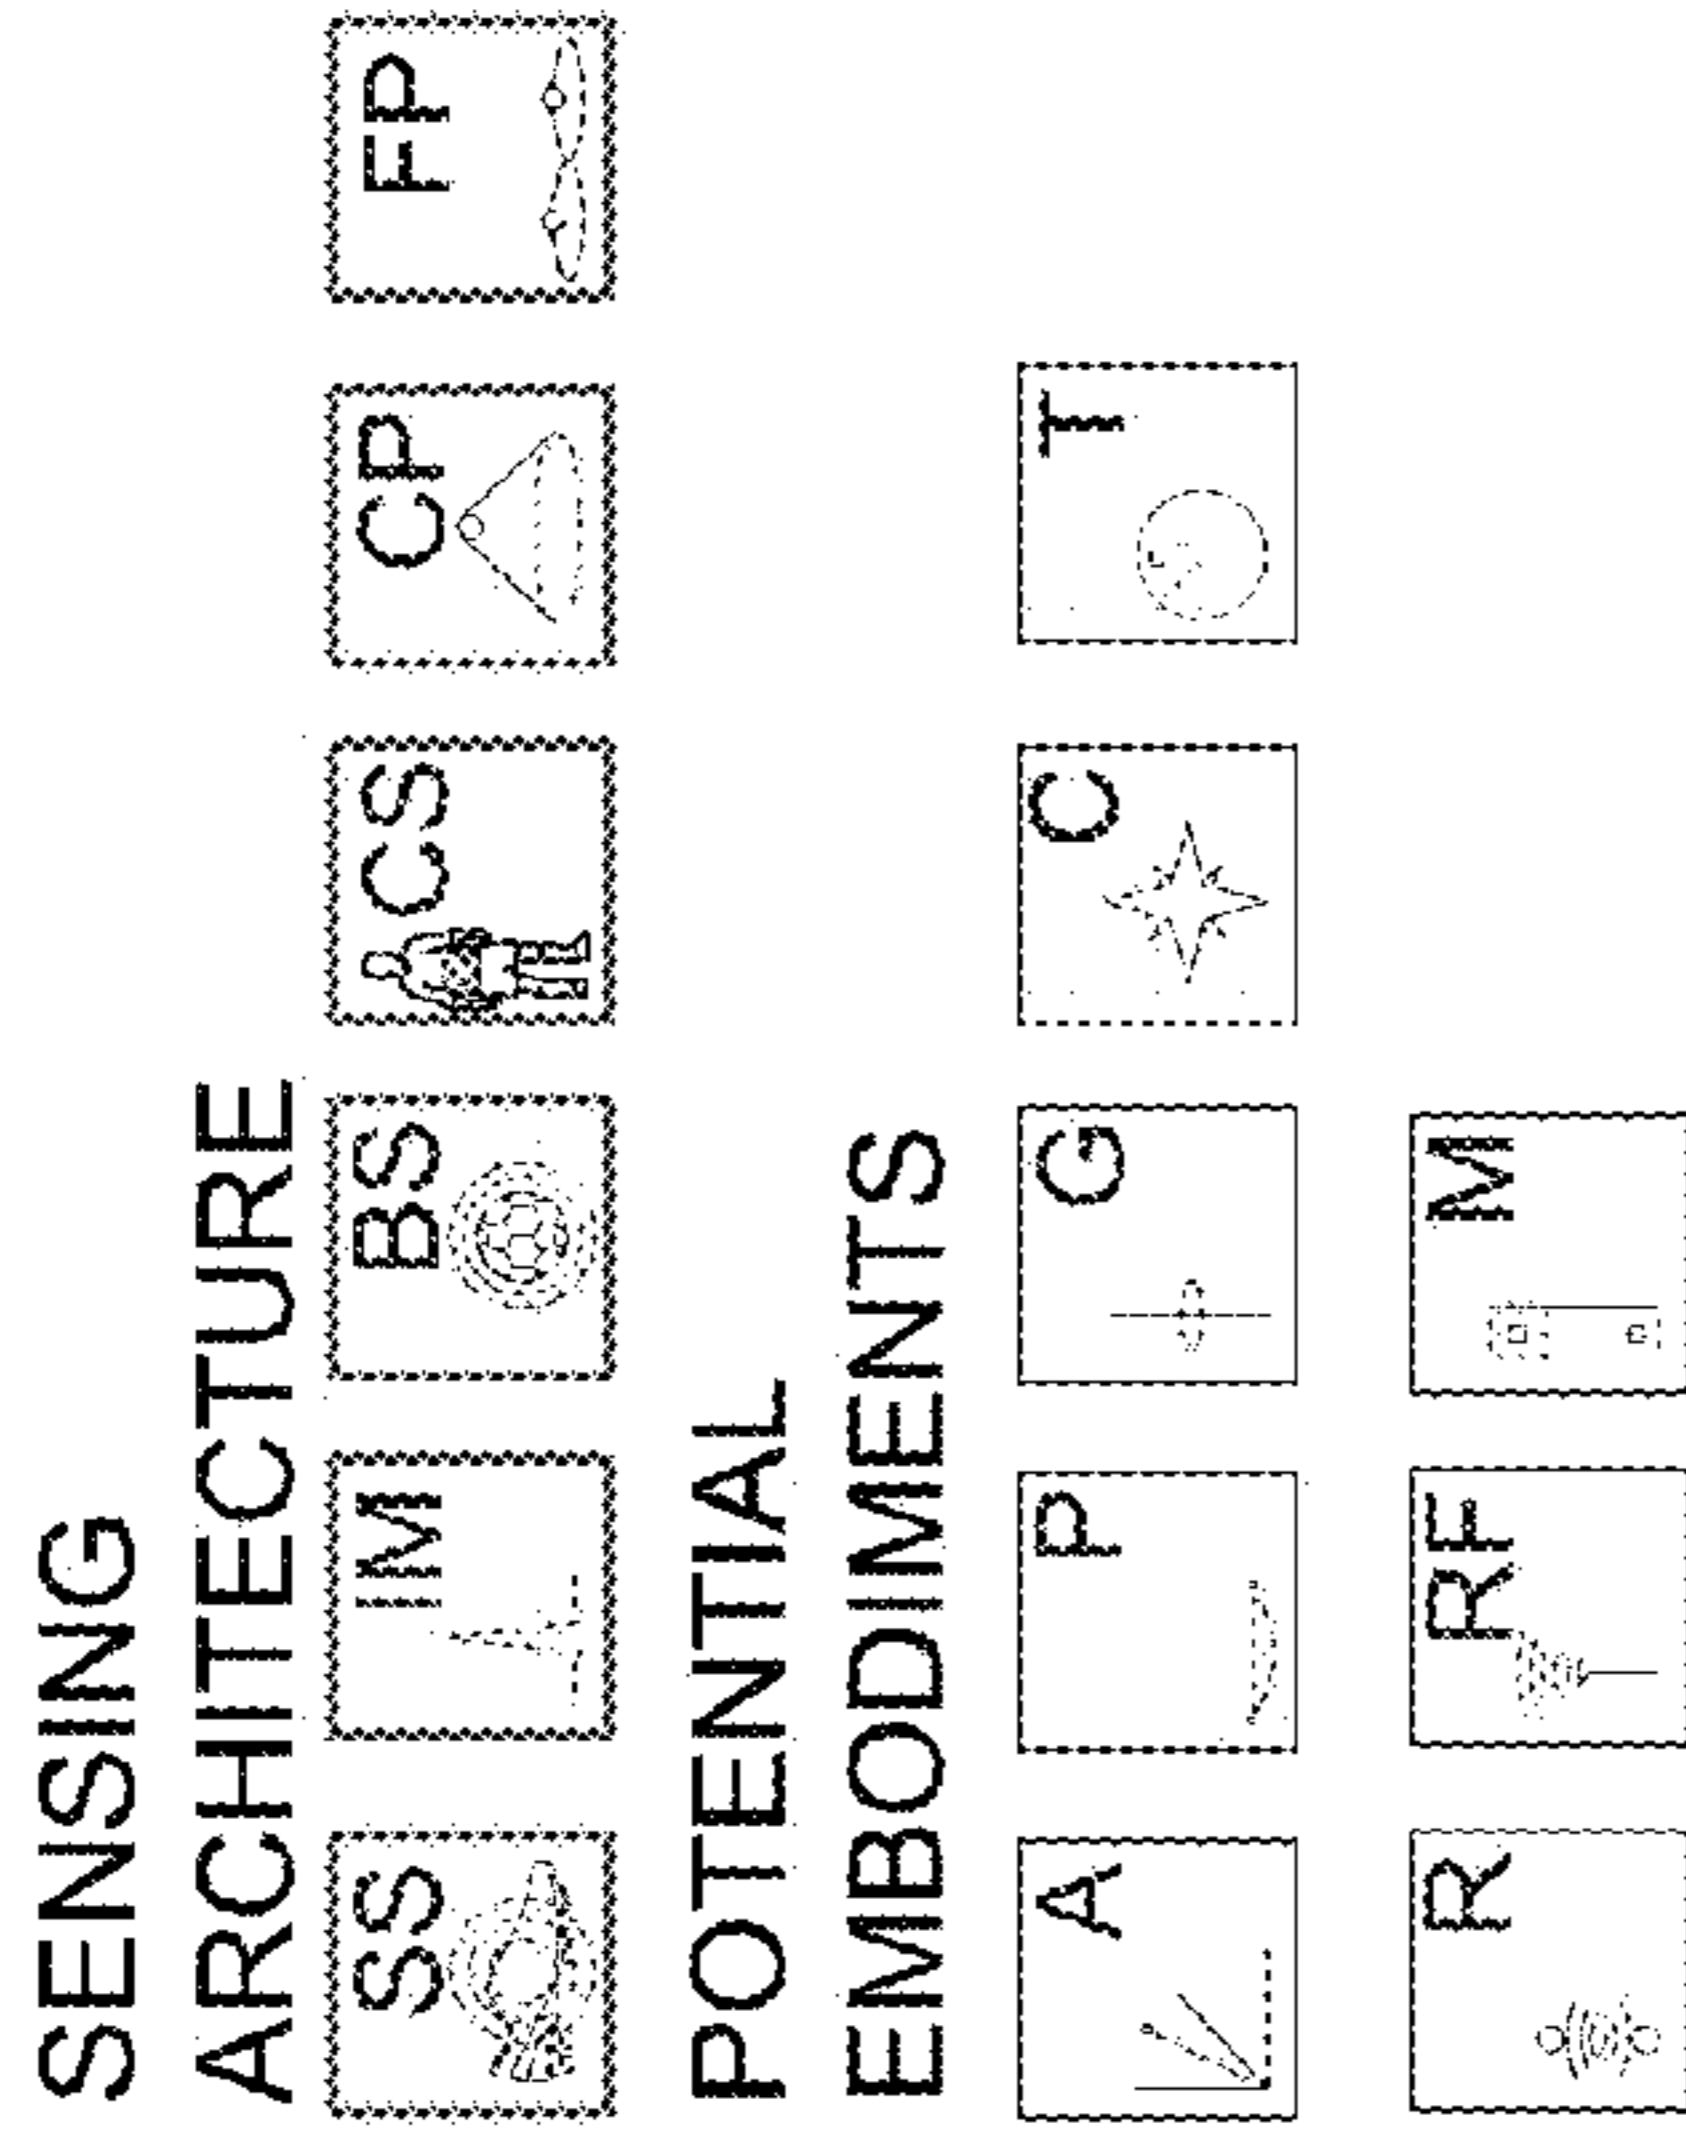 SENSING
ARCHITECTURE
SS IM BS CS CP FP
POTENTIAL
EMBODIMENTS
A P G C T
R RF M